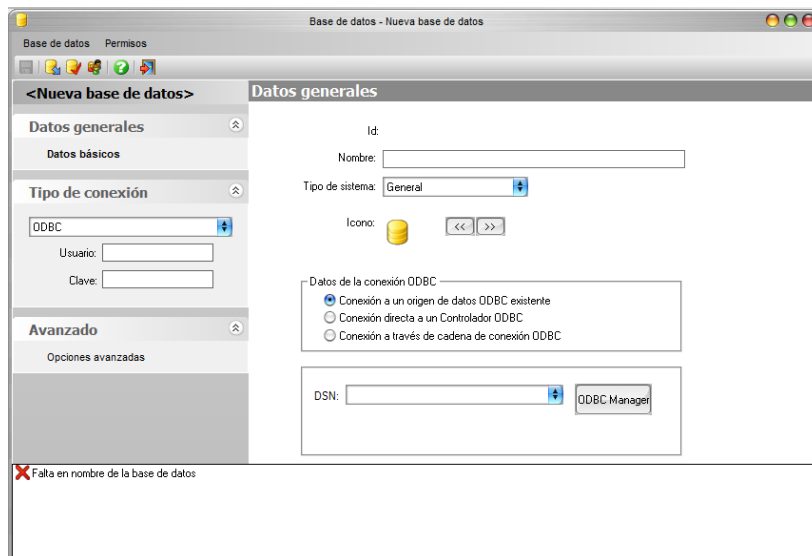 Base de datos - Nueva base de datos
Base de datos Permisos
<Nueva base de datos>
Datos generales
Datos básicos
Tipo de conexión
ODBC
Usuario:
Clave:
Avanzado
Opciones avanzadas
Datos generales
Id:
Nombre:
Tipo de sistema: General
Icono: << >>
Datos de la conexión ODBC
Conexión a un origen de datos ODBC existente
Conexión directa a un Controlador ODBC
Conexión a través de cadena de conexión ODBC
DSN: ODBC Manager
Falta en nombre de la base de datos